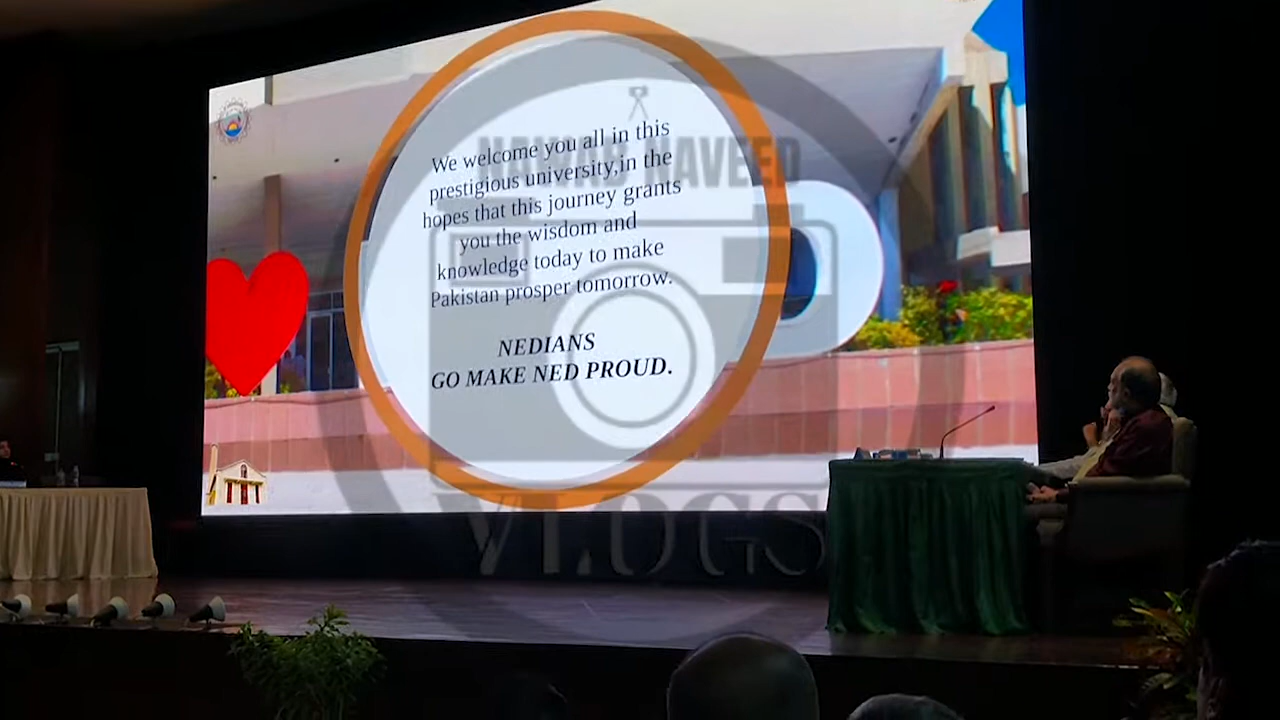 We welcome you all in this
prestigious university,in the
hopes that this journey grants
you the wisdom and
knowledge today to make
Pakistan prosper tomorrow.
NEDIANS
GO MAKE NED PROUD.
NAWAB NAVEED
VLOGS